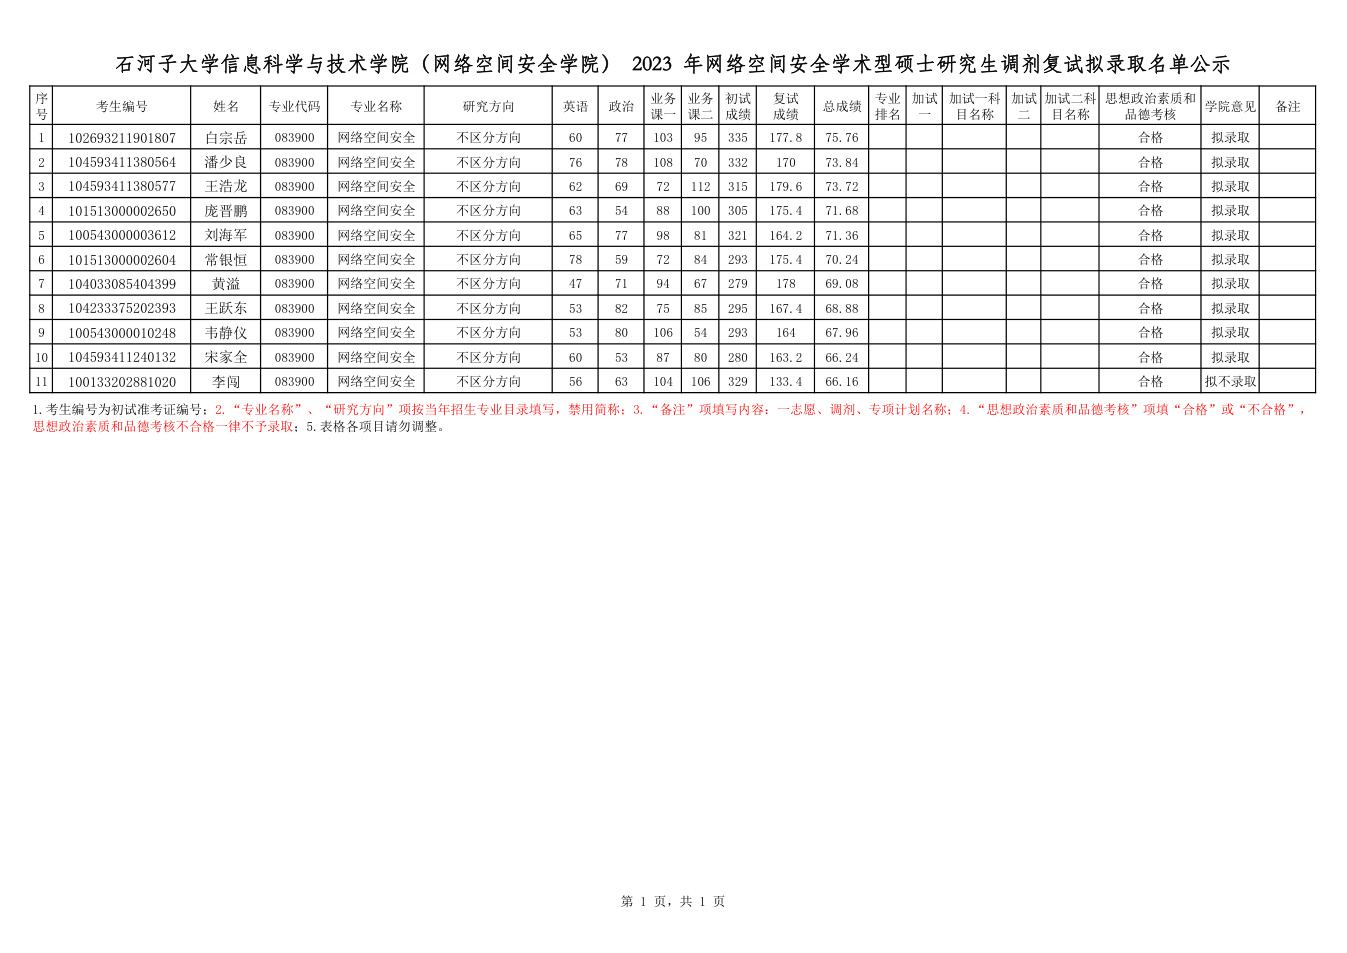 石河子大学信息科学与技术学院（网络空间安全学院） 2023 年网络空间安全学术型硕士研究生调剂复试拟录取名单公示
序号 考生编号 姓名 专业代码 专业名称 研究方向 英语 政治 业务课一 业务课二 初试成绩 复试成绩 总成绩 专业排名 加试一 加试一科目名称 加试二 加试二科目名称 思想政治素质和品德考核 学院意见 备注
1 102693211901807 白宗岳 083900 网络空间安全 不区分方向 60 77 103 95 335 177.8 75.76 合格 拟录取
2 104593411380564 潘少良 083900 网络空间安全 不区分方向 76 78 108 70 332 170 73.84 合格 拟录取
3 104593411380577 王浩龙 083900 网络空间安全 不区分方向 62 69 72 112 315 179.6 73.72 合格 拟录取
4 101513000002650 庞晋鹏 083900 网络空间安全 不区分方向 63 54 88 100 305 175.4 71.68 合格 拟录取
5 100543000003612 刘海军 083900 网络空间安全 不区分方向 65 77 98 81 321 164.2 71.36 合格 拟录取
6 101513000002604 常银恒 083900 网络空间安全 不区分方向 78 59 72 84 293 175.4 70.24 合格 拟录取
7 104033085404399 黄溢 083900 网络空间安全 不区分方向 47 71 94 67 279 178 69.08 合格 拟录取
8 104233375202393 王跃东 083900 网络空间安全 不区分方向 53 82 75 85 295 167.4 68.88 合格 拟录取
9 100543000010248 韦静仪 083900 网络空间安全 不区分方向 53 80 106 54 293 164 67.96 合格 拟录取
10 104593411240132 宋家全 083900 网络空间安全 不区分方向 60 53 87 80 280 163.2 66.24 合格 拟录取
11 100133202881020 李闯 083900 网络空间安全 不区分方向 56 63 104 106 329 133.4 66.16 合格 拟不录取
1.考生编号为初试准考证编号；2.“专业名称”、“研究方向”项按当年招生专业目录填写，禁用简称；3.“备注”项填写内容：一志愿、调剂、专项计划名称；4.“思想政治素质和品德考核”项填“合格”或“不合格”，
思想政治素质和品德考核不合格一律不予录取；5.表格各项目请勿调整。
第 1 页，共 1 页